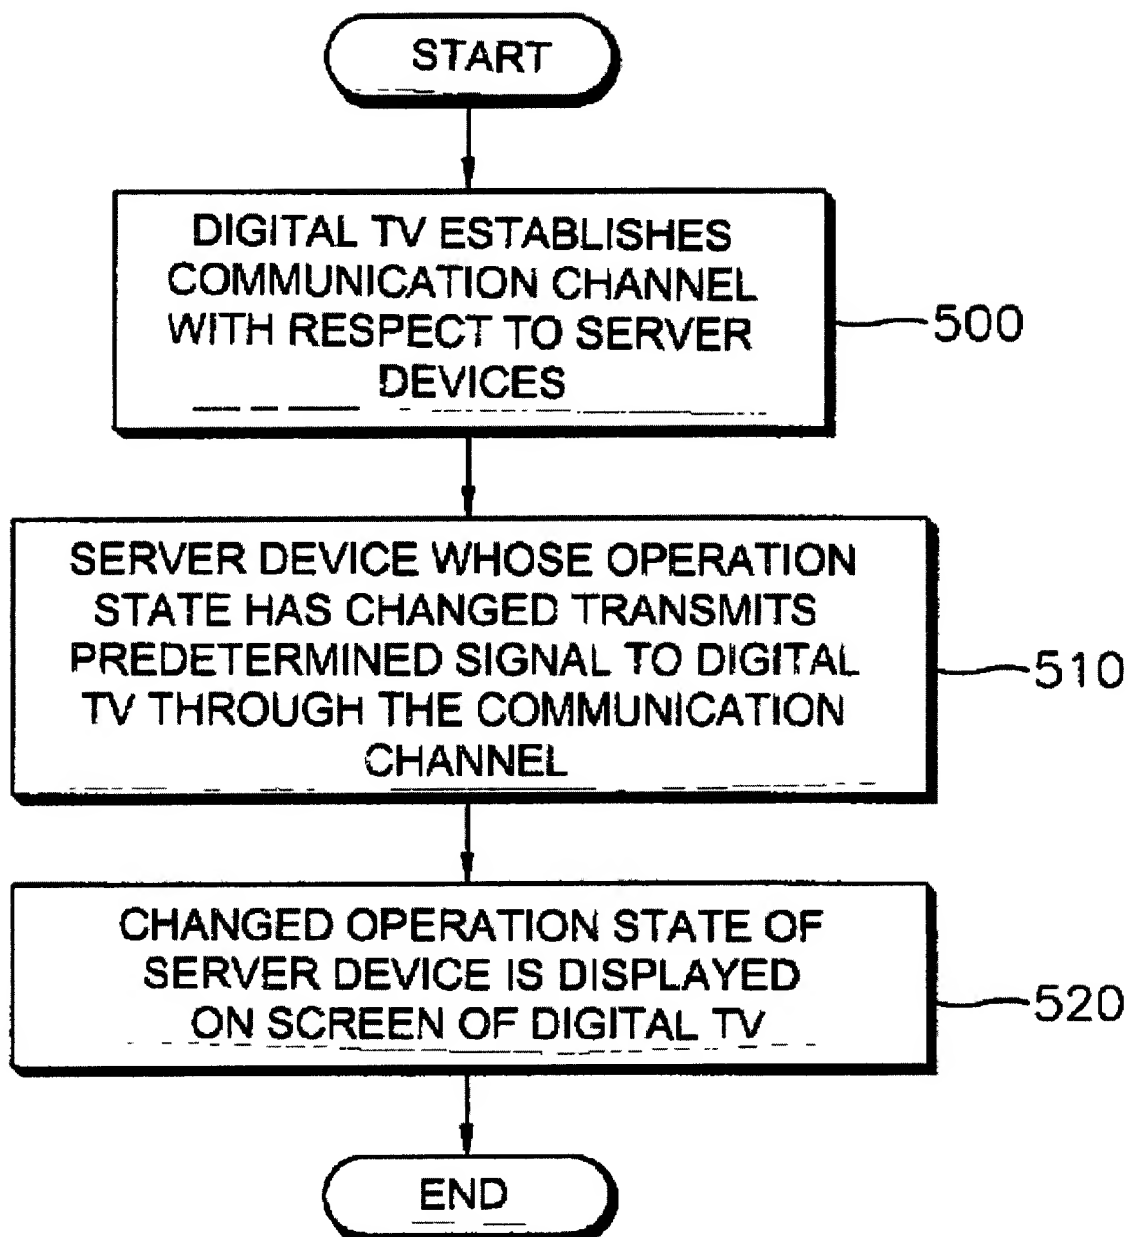 START
DIGITAL TV ESTABLISHES
COMMUNICATION CHANNEL
WITH RESPECT TO SERVER
DEVICES
500
SERVER DEVICE WHOSE OPERATION
STATE HAS CHANGED TRANSMITS
PREDETERMINED SIGNAL TO DIGITAL
TV THROUGH THE COMMUNICATION
CHANNEL
510
CHANGED OPERATION STATE OF
SERVER DEVICE IS DISPLAYED
ON SCREEN OF DIGITAL TV
520
END